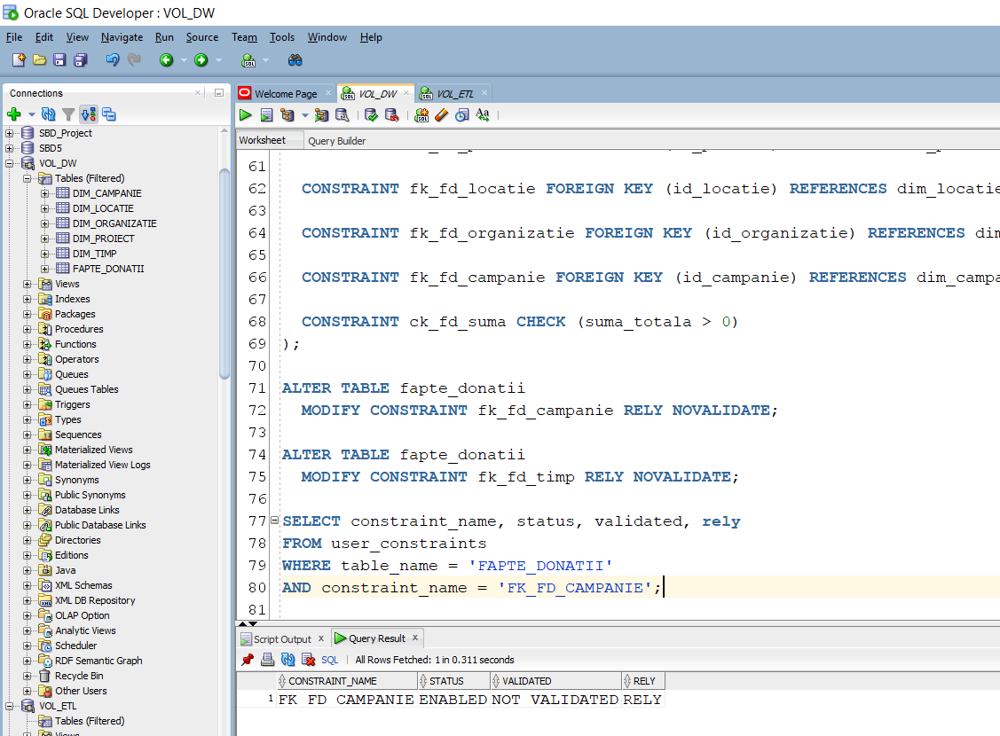 Oracle SQL Developer : VOL_DW
File Edit View Navigate Run Source Team Tools Window Help
Connections
SBD_Project
SBD5
VOL_DW
Tables (Filtered)
DIM_CAMPANIE
DIM_LOCATIE
DIM_ORGANIZATIE
DIM_PROIECT
DIM_TIMP
FAPTE_DONATII
Views
Indexes
Packages
Procedures
Functions
Operators
Queues
Queues Tables
Triggers
Types
Sequences
Materialized Views
Materialized View Logs
Synonyms
Public Synonyms
Database Links
Public Database Links
Directories
Editions
Java
XML Schemas
XML DB Repository
OLAP Option
Analytic Views
Scheduler
RDF Semantic Graph
Recycle Bin
Other Users
VOL_ETL
Tables (Filtered)
Welcome Page VOL_DW VOL_ETL
Worksheet Query Builder
61
62 CONSTRAINT fk_fd_locatie FOREIGN KEY (id_locatie) REFERENCES dim_locatie
63
64 CONSTRAINT fk_fd_organizatie FOREIGN KEY (id_organizatie) REFERENCES dim
65
66 CONSTRAINT fk_fd_campanie FOREIGN KEY (id_campanie) REFERENCES dim_campa
67
68 CONSTRAINT ck_fd_suma CHECK (suma_totala > 0)
69 );
70
71 ALTER TABLE fapte_donatii
72 MODIFY CONSTRAINT fk_fd_campanie RELY NOVALIDATE;
73
74 ALTER TABLE fapte_donatii
75 MODIFY CONSTRAINT fk_fd_timp RELY NOVALIDATE;
76
77 SELECT constraint_name, status, validated, rely
78 FROM user_constraints
79 WHERE table_name = 'FAPTE_DONATII'
80 AND constraint_name = 'FK_FD_CAMPANIE';
81
Script Output x Query Result x
SQL | All Rows Fetched: 1 in 0.311 seconds
CONSTRAINT_NAME STATUS VALIDATED RELY
1 FK_FD_CAMPANIE ENABLED NOT VALIDATED RELY